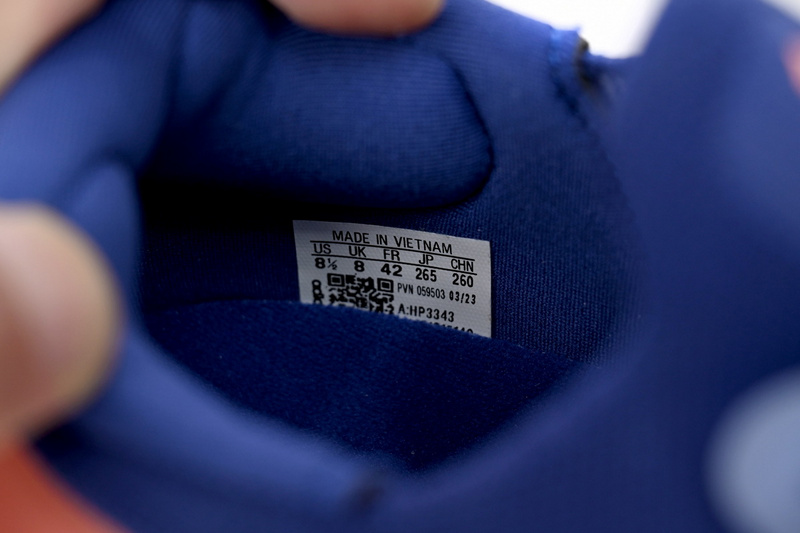 MADE IN VIETNAM
US UK FR JP CHN
8½ 8 42 265 260
PVN 059503 03/23
A:HP3343